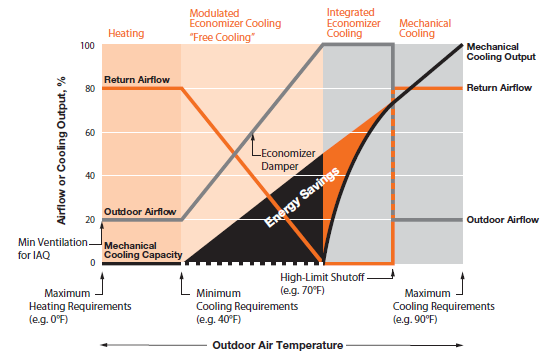 Heating
Modulated
Economizer Cooling
"Free Cooling"
Integrated
Economizer
Cooling
Mechanical
Cooling
Airflow or Cooling Output, %
100
80
60
40
20
0
Return Airflow
Outdoor Airflow
Mechanical
Cooling Capacity
Economizer
Damper
Energy Savings
Mechanical
Cooling Output
Return Airflow
Outdoor Airflow
Min Ventilation
for IAQ
High-Limit Shutoff
(e.g. 70°F)
Maximum
Heating Requirements
(e.g. 0°F)
Minimum
Cooling Requirements
(e.g. 40°F)
Maximum
Cooling Requirements
(e.g. 90°F)
Outdoor Air Temperature